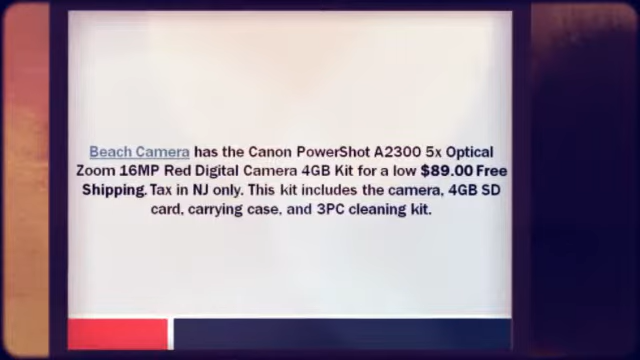 Beach Camera has the Canon PowerShot A2300 5x Optical
Zoom 16MP Red Digital Camera 4GB Kit for a low $89.00 Free
Shipping. Tax in NJ only. This kit includes the camera, 4GB SD
card, carrying case, and 3PC cleaning kit.